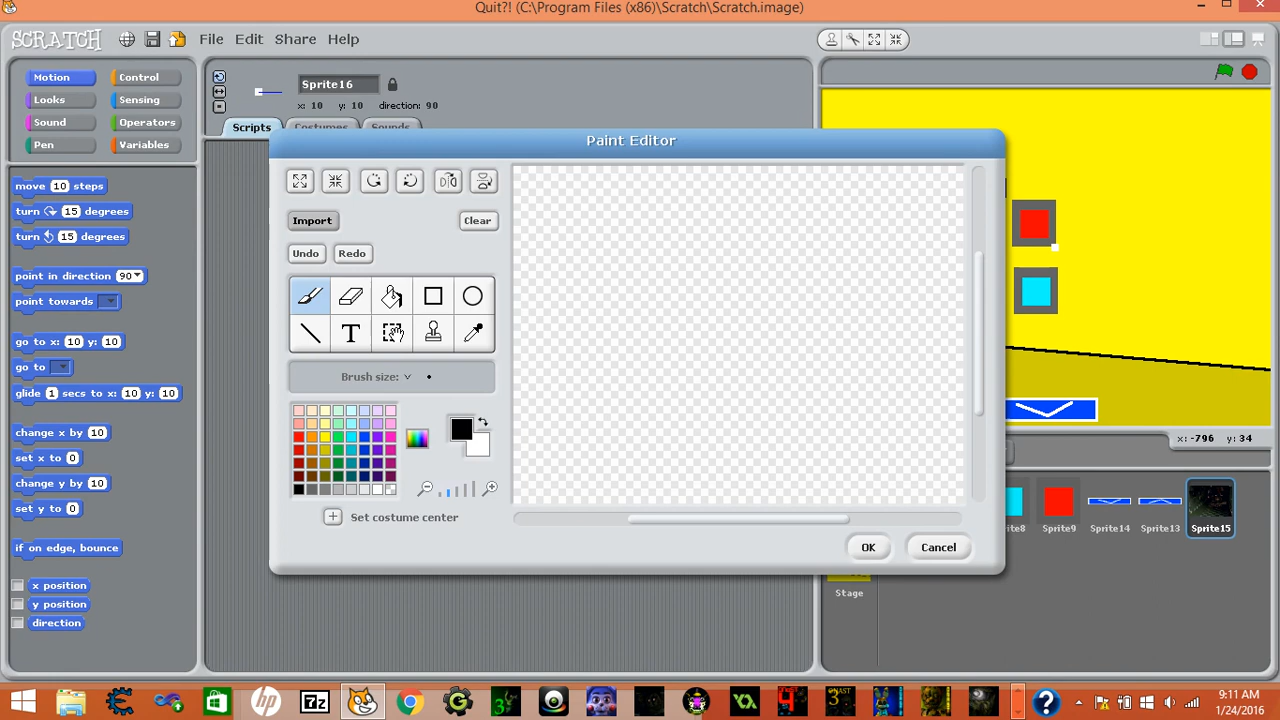 Quit?! (C:\Program Files (x86)\Scratch\Scratch.image)
SCRATCH File Edit Share Help
Motion Control
Looks Sensing
Sound Operators
Pen Variables
move 10 steps
turn 15 degrees
turn 15 degrees
point in direction 90
point towards
go to x: 10 y: 10
go to
glide 1 secs to x: 10 y: 10
change x by 10
set x to 0
change y by 10
set y to 0
if on edge, bounce
x position
y position
direction
Sprite16
x: 10 y: 10 direction: 90
Scripts Costumes Sounds
Paint Editor
Import Clear
Undo Redo
T
Brush size:
Set costume center
OK Cancel
x: -796 y: 34
Sprite8 Sprite9 Sprite14 Sprite13 Sprite15
Stage
hp 7z
9:11 AM
1/24/2016